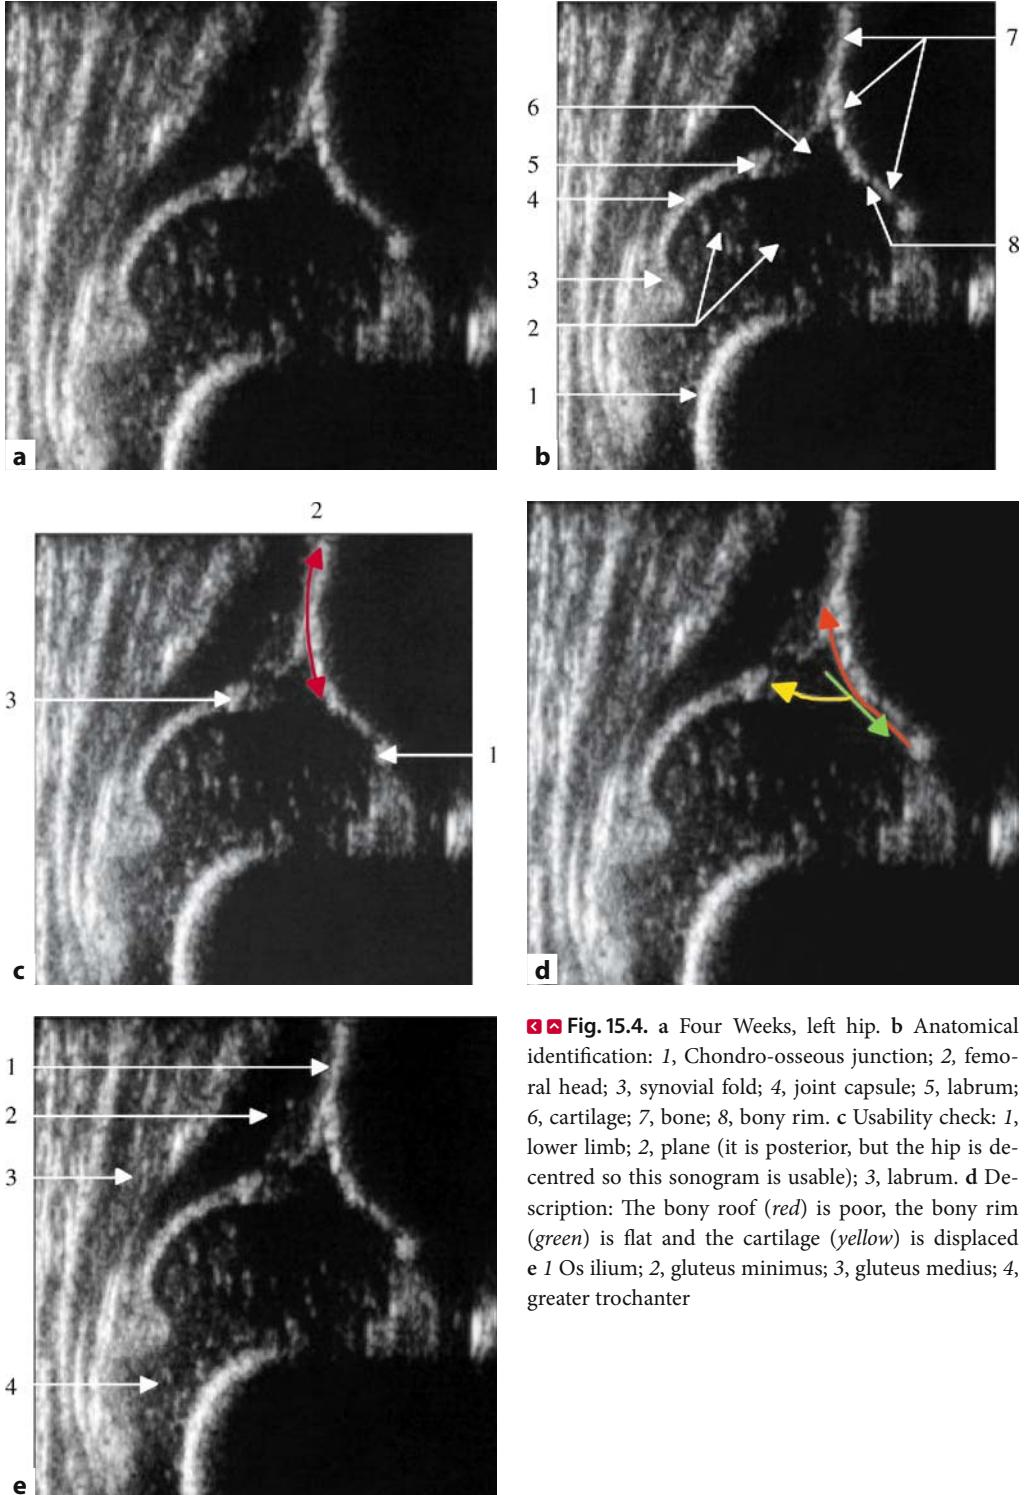 a
6
5
4
3
2
1
7
8
b
2
3
1
c
d
1
2
3
4
e
Fig. 15.4. a Four Weeks, left hip. b Anatomical
identification: 1, Chondro-osseous junction; 2, femo-
ral head; 3, synovial fold; 4, joint capsule; 5, labrum;
6, cartilage; 7, bone; 8, bony rim. c Usability check: 1,
lower limb; 2, plane (it is posterior, but the hip is de-
centred so this sonogram is usable); 3, labrum. d De-
scription: The bony roof (red) is poor, the bony rim
(green) is flat and the cartilage (yellow) is displaced
e 1 Os ilium; 2, gluteus minimus; 3, gluteus medius; 4,
greater trochanter